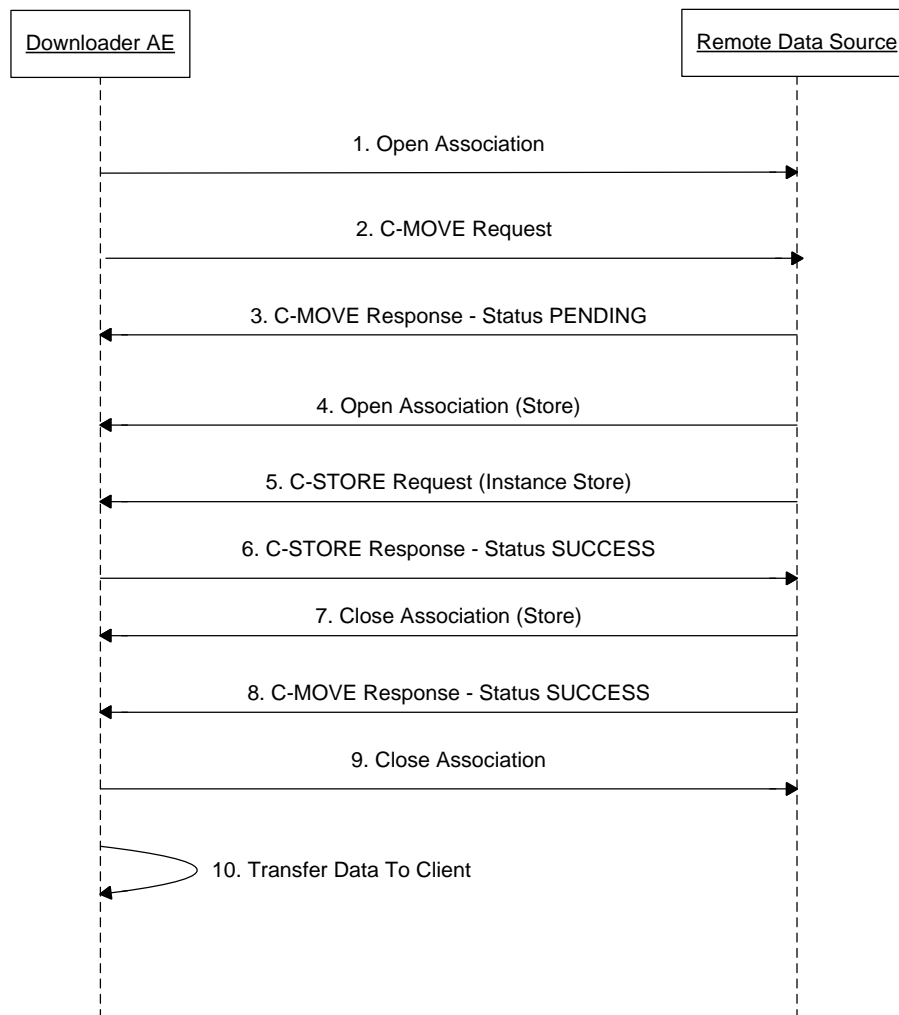 Downloader AE
Remote Data Source
1. Open Association
2. C-MOVE Request
3. C-MOVE Response - Status PENDING
4. Open Association (Store)
5. C-STORE Request (Instance Store)
6. C-STORE Response - Status SUCCESS
7. Close Association (Store)
8. C-MOVE Response - Status SUCCESS
9. Close Association
10. Transfer Data To Client